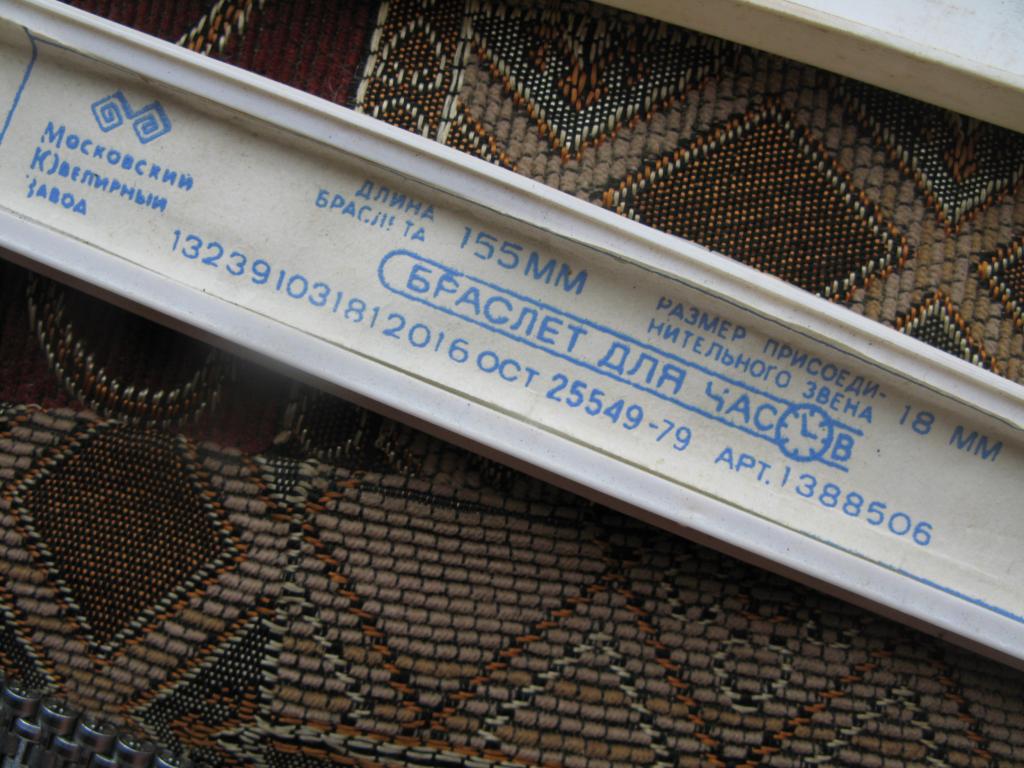 Московский
Ювелирный
Завод
ДЛИНА
БРАСЛЕТА 155ММ
БРАСЛЕТ ДЛЯ ЧАСОВ
РАЗМЕР ПРИСОЕДИ-
НИТЕЛЬНОГО ЗВЕНА 18 ММ
1323910318812016 ОСТ 25549-79 АРТ. 1388506